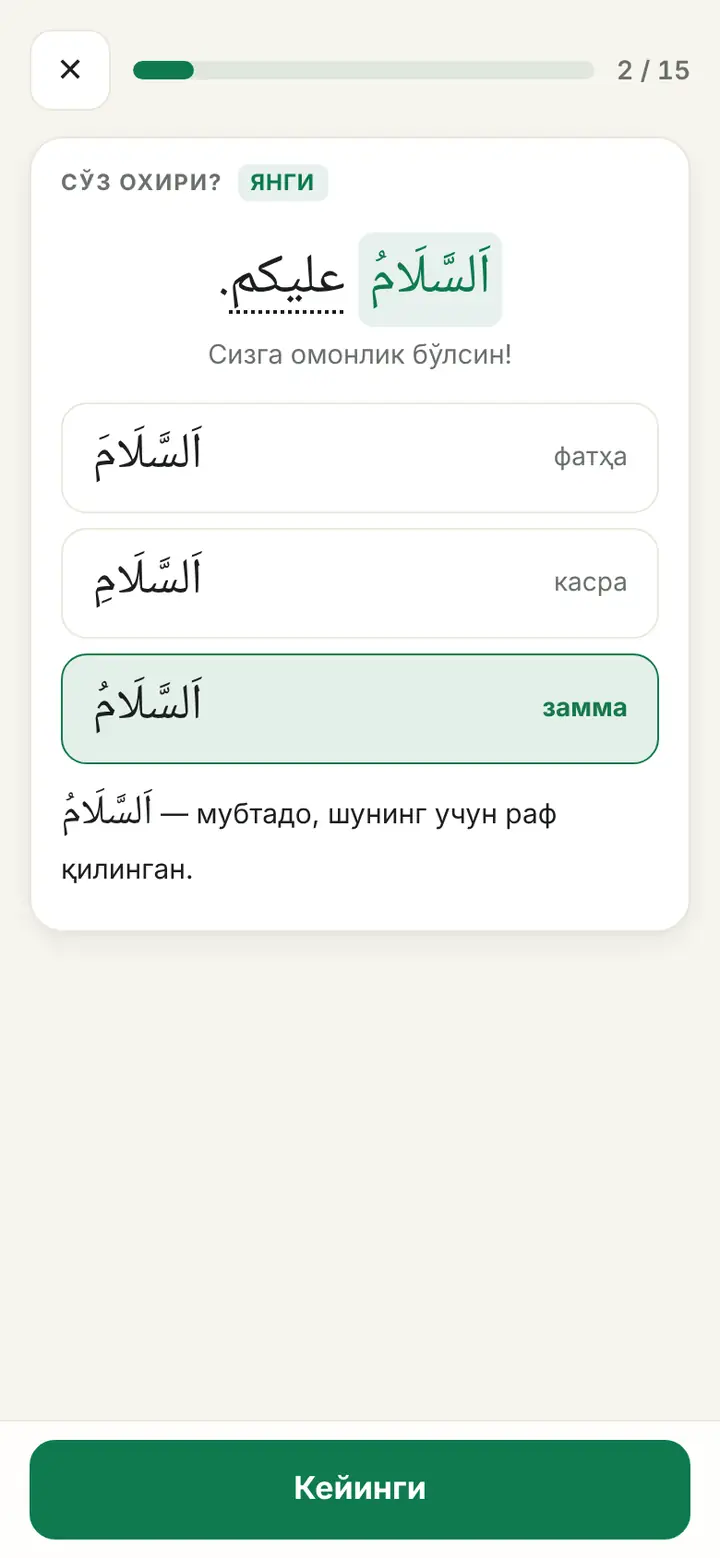 ✕ 2 / 15
СЎЗ ОХИРИ? ЯНГИ
اَلسَّلَامُ عليكم.
Сизга омонлик бўлсин!
اَلسَّلَامَ фатҳа
اَلسَّلَامِ касра
اَلسَّلَامُ замма
اَلسَّلَامُ — мубтадо, шунинг учун раф
қилинган.
Кейинги